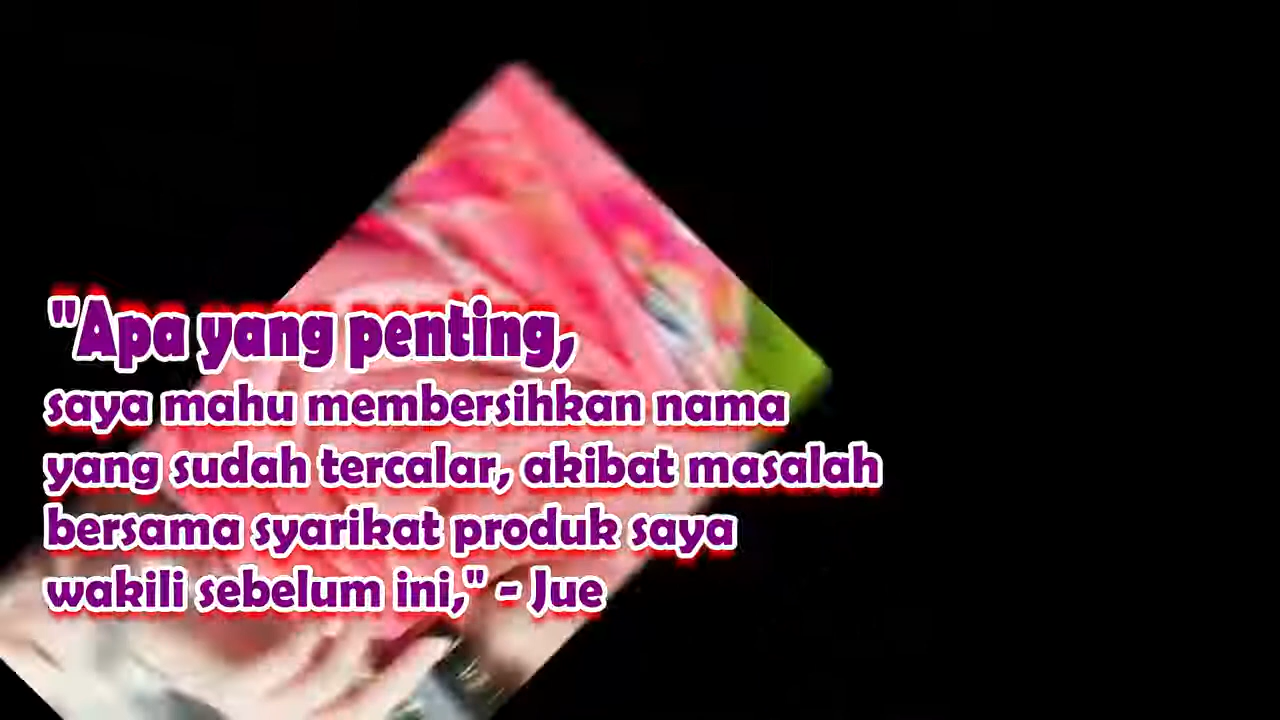 "Apa yang penting,
saya mahu membersihkan nama
yang sudah tercalar, akibat masalah
bersama syarikat produk saya
wakili sebelum ini," - Jue